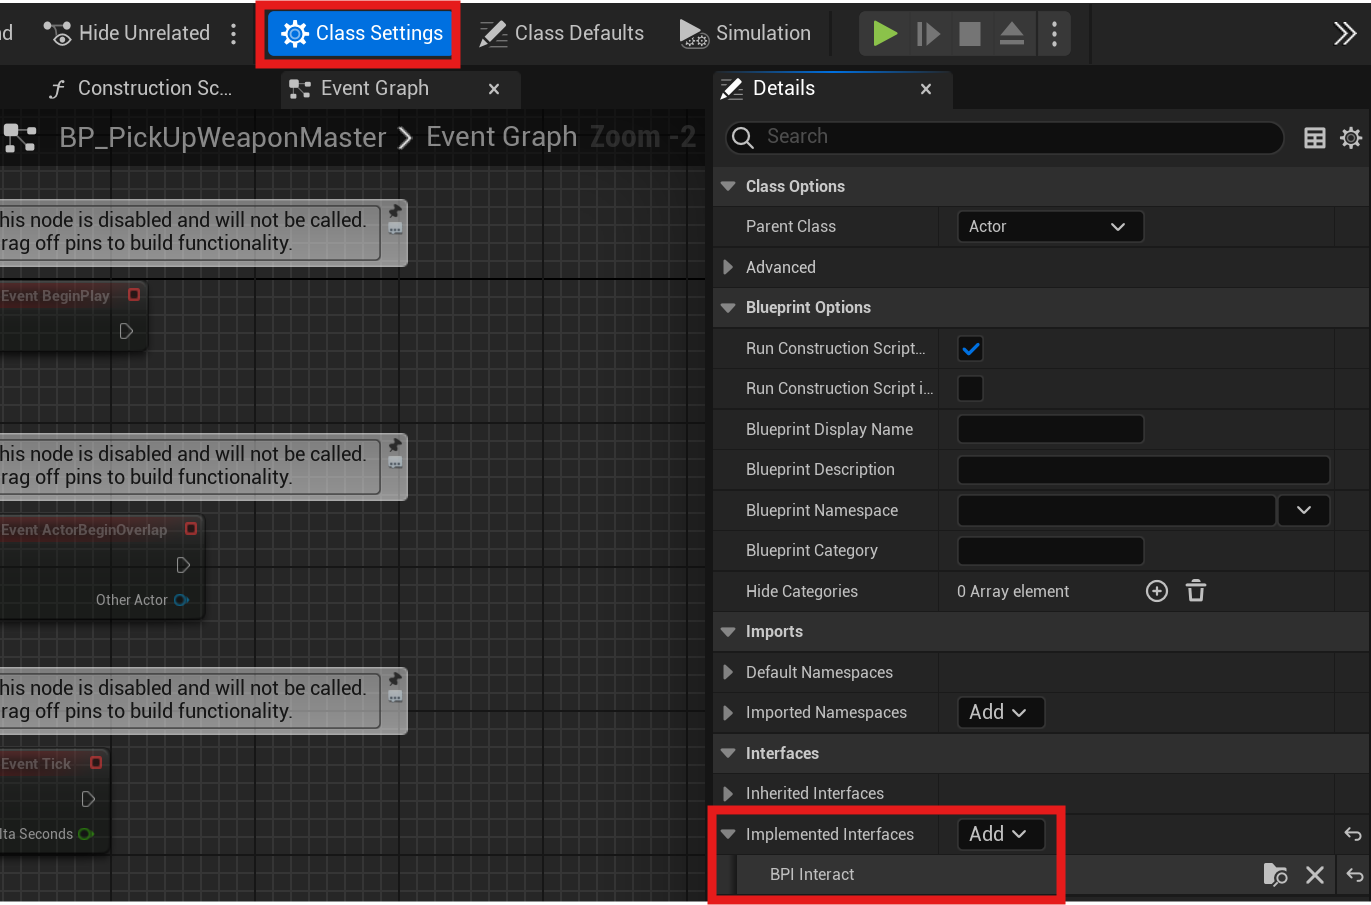 d
Hide Unrelated
Class Settings
Class Defaults
Simulation
Construction Sc...
Event Graph
Details
BP_PickUpWeaponMaster
Event Graph
Zoom -2
Search
Class Options
his node is disabled and will not be called.
rag off pins to build functionality.
Parent Class
Actor
Advanced
Event BeginPlay
Blueprint Options
Run Construction Script...
Run Construction Script i...
Blueprint Display Name
his node is disabled and will not be called.
rag off pins to build functionality.
Blueprint Description
Blueprint Namespace
Event ActorBeginOverlap
Blueprint Category
Other Actor
Hide Categories
0 Array element
Imports
Default Namespaces
his node is disabled and will not be called.
rag off pins to build functionality.
Imported Namespaces
Add
Interfaces
Event Tick
Inherited Interfaces
lta Seconds
Implemented Interfaces
Add
BPI Interact